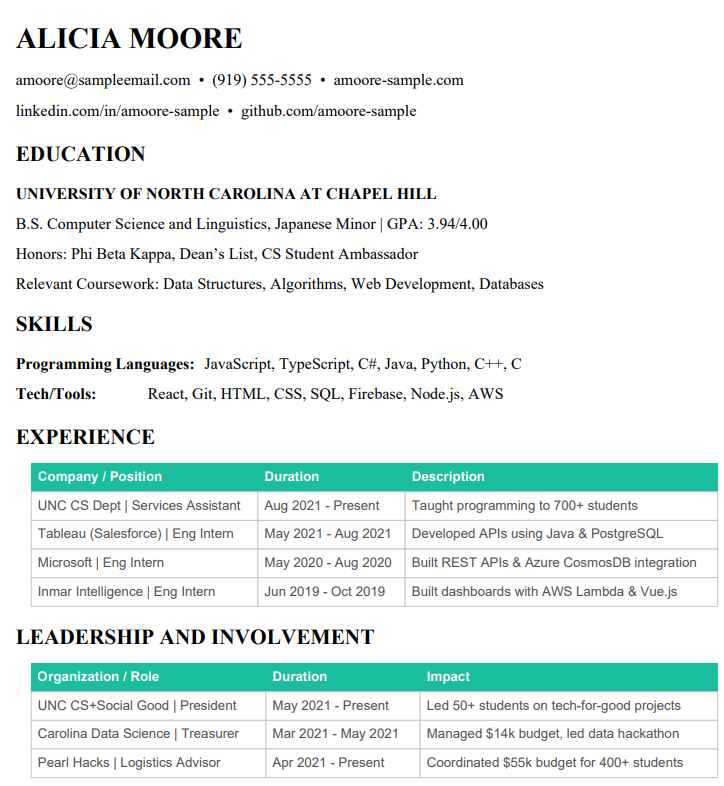 ALICIA MOORE
amoore@sampleemail.com • (919) 555-5555 • amoore-sample.com
linkedin.com/in/amoore-sample • github.com/amoore-sample
EDUCATION
UNIVERSITY OF NORTH CAROLINA AT CHAPEL HILL
B.S. Computer Science and Linguistics, Japanese Minor | GPA: 3.94/4.00
Honors: Phi Beta Kappa, Dean’s List, CS Student Ambassador
Relevant Coursework: Data Structures, Algorithms, Web Development, Databases
SKILLS
Programming Languages: JavaScript, TypeScript, C#, Java, Python, C++, C
Tech/Tools: React, Git, HTML, CSS, SQL, Firebase, Node.js, AWS
EXPERIENCE
Company / Position Duration Description
UNC CS Dept | Services Assistant Aug 2021 - Present Taught programming to 700+ students
Tableau (Salesforce) | Eng Intern May 2021 - Aug 2021 Developed APIs using Java & PostgreSQL
Microsoft | Eng Intern May 2020 - Aug 2020 Built REST APIs & Azure CosmosDB integration
Inmar Intelligence | Eng Intern Jun 2019 - Oct 2019 Built dashboards with AWS Lambda & Vue.js
LEADERSHIP AND INVOLVEMENT
Organization / Role Duration Impact
UNC CS+Social Good | President May 2021 - Present Led 50+ students on tech-for-good projects
Carolina Data Science | Treasurer Mar 2021 - May 2021 Managed $14k budget, led data hackathon
Pearl Hacks | Logistics Advisor Apr 2021 - Present Coordinated $55k budget for 400+ students